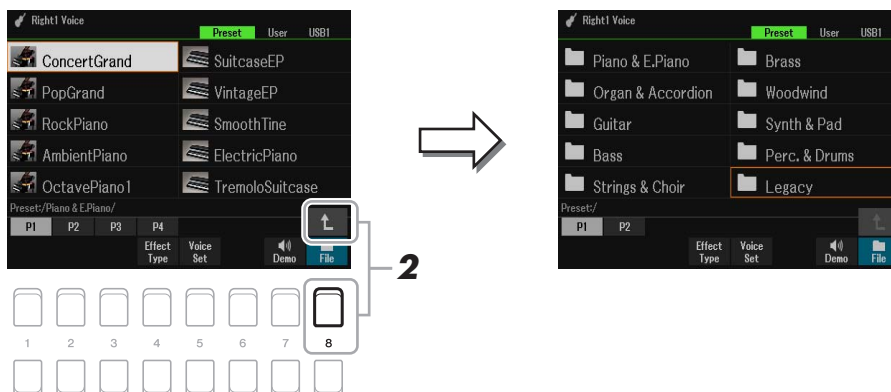 Right1 Voice
Preset User USB1
ConcertGrand SuitcaseEP
PopGrand VintageEP
RockPiano SmoothTine
AmbientPiano ElectricPiano
OctavePiano1 TremoloSuitcase
Preset:/Piano & E.Piano/
P1 P2 P3 P4
Effect Type Voice Set Demo File
2
1 2 3 4 5 6 7 8
Right1 Voice
Preset User USB1
Piano & E.Piano Brass
Organ & Accordion Woodwind
Guitar Synth & Pad
Bass Perc. & Drums
Strings & Choir Legacy
Preset:/
P1 P2
Effect Type Voice Set Demo File